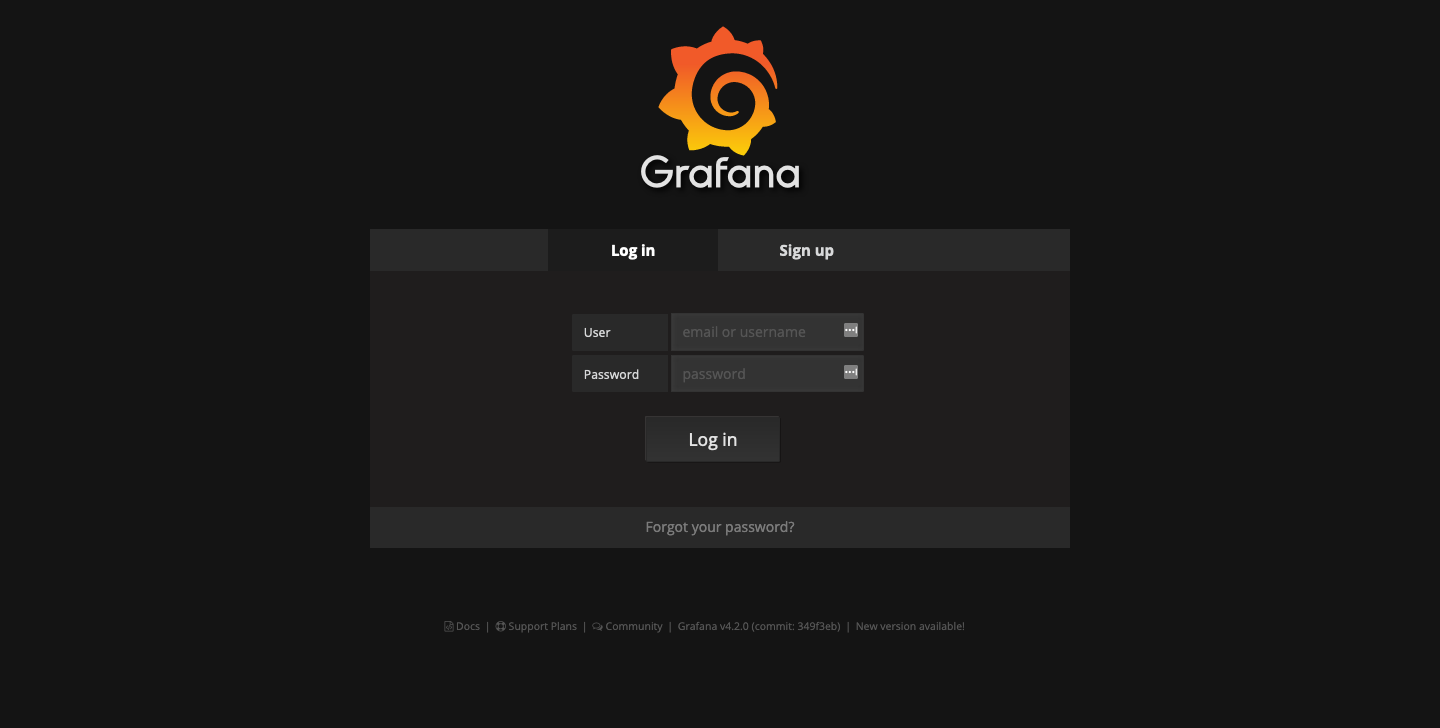 Grafana
Log in Sign up
User email or username
Password password
Log in
Forgot your password?
Docs | Support Plans | Community | Grafana v4.2.0 (commit: 349f3eb) | New version available!